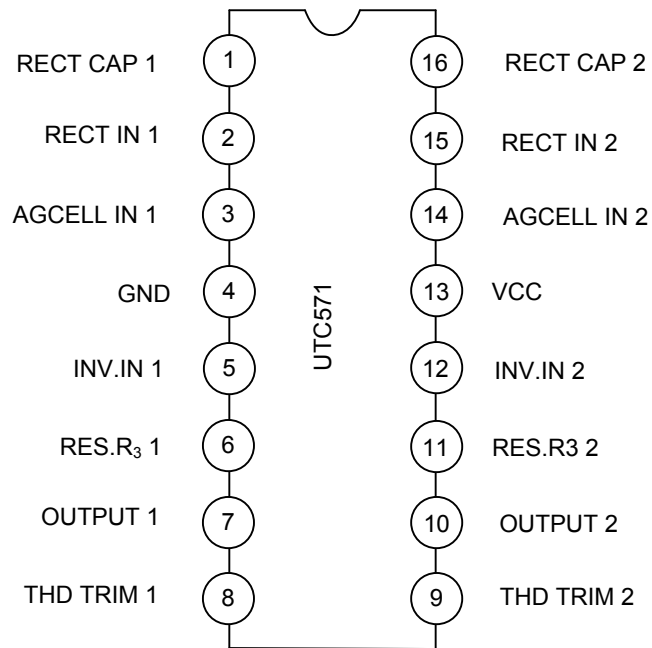 RECT CAP 1 1 16 RECT CAP 2
RECT IN 1 2 15 RECT IN 2
AGCELL IN 1 3 14 AGCELL IN 2
GND 4 13 VCC
UTC571
INV.IN 1 5 12 INV.IN 2
RES.R₃ 1 6 11 RES.R3 2
OUTPUT 1 7 10 OUTPUT 2
THD TRIM 1 8 9 THD TRIM 2